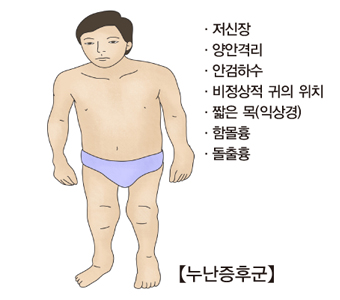 · 저신장
· 양안격리
· 안검하수
· 비정상적 귀의 위치
· 짧은 목(익상경)
· 함몰흉
· 돌출흉
【누난증후군】